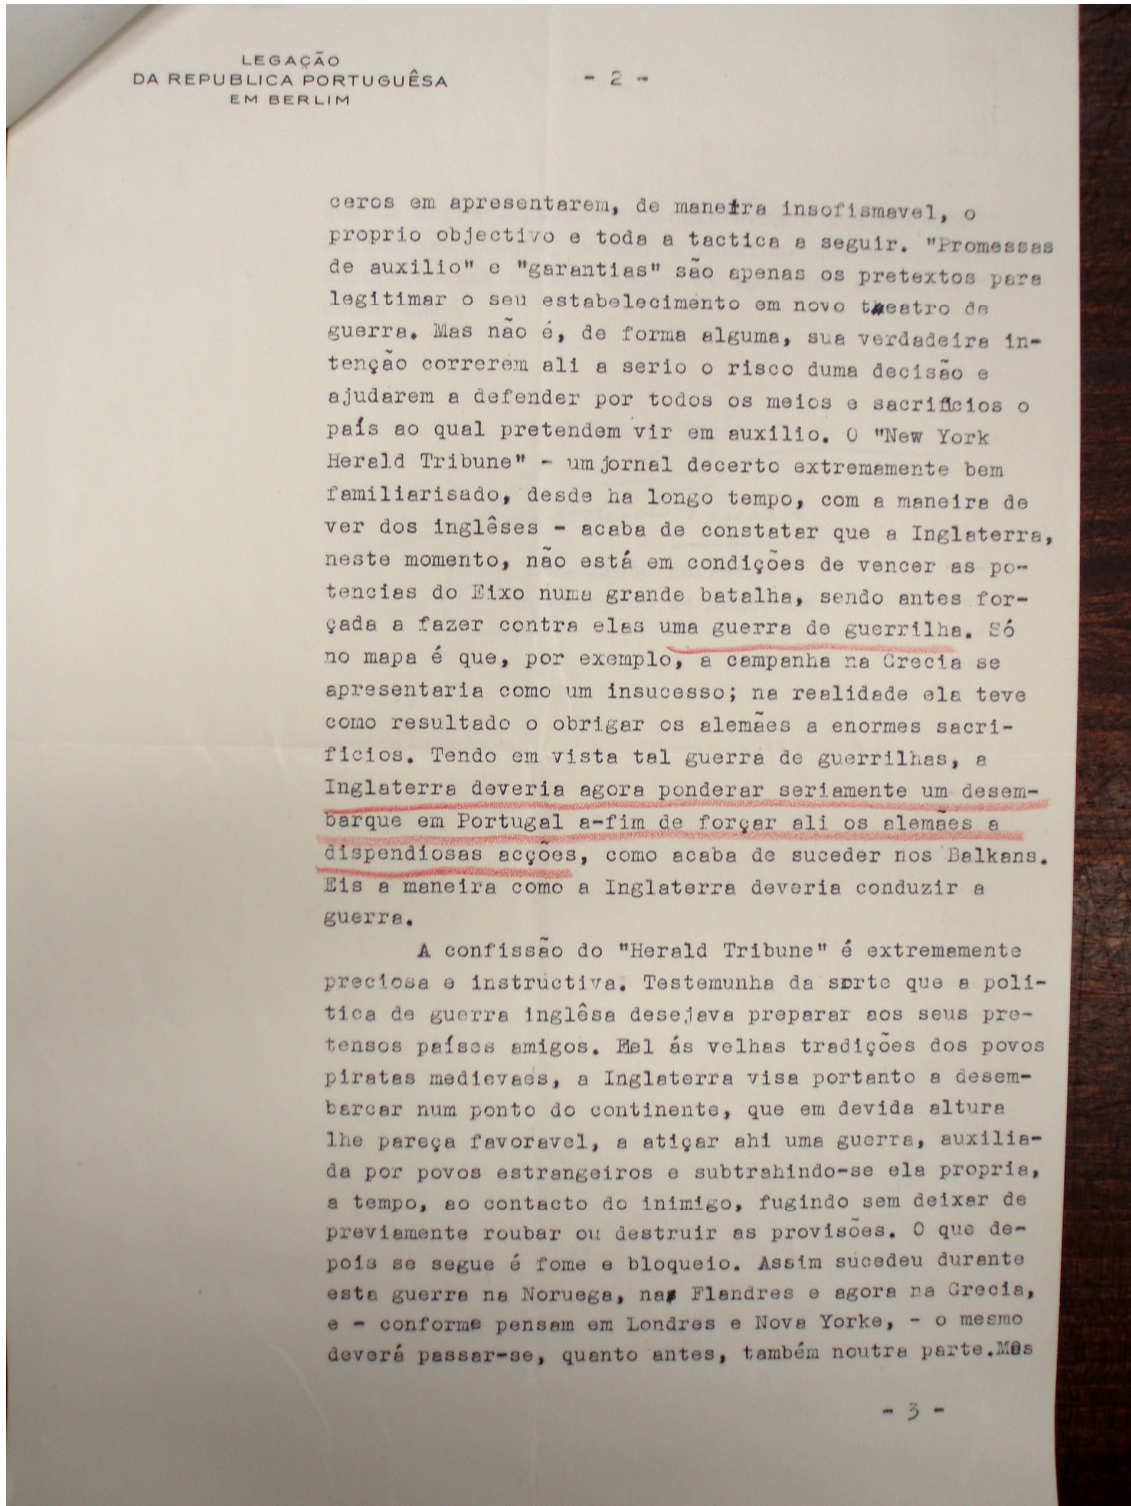 LEGAÇÃO
DA REPUBLICA PORTUGUÊSA
EM BERLIM
- 2 -
ceros em apresentarem, de maneira insofismavel, o
proprio objectivo e toda a tactica a seguir. "Promessas
de auxilio" e "garantias" são apenas os pretextos para
legitimar o seu estabelecimento em novo theatro de
guerra. Mas não é, de forma alguma, sua verdadeira in-
tenção correrem ali a serio o risco duma decisão e
ajudarem a defender por todos os meios e sacrificios o
país ao qual pretendem vir em auxilio. O "New York
Herald Tribune" - um jornal decerto extremamente bem
familiarisado, desde ha longo tempo, com a maneira de
ver dos inglêses - acaba de constatar que a Inglaterra,
neste momento, não está em condições de vencer as po-
tencias do Eixo numa grande batalha, sendo antes for-
çada a fazer contra elas uma guerra de guerrilha. Só
no mapa é que, por exemplo, a campanha na Grecia se
apresentaria como um insucesso; na realidade ela teve
como resultado o obrigar os alemães a enormes sacri-
ficios. Tendo em vista tal guerra de guerrilhas, a
Inglaterra deveria agora ponderar seriamente um desem-
barque em Portugal a-fim de forçar ali os alemães a
dispendiosas acções, como acaba de suceder nos Balkans.
Eis a maneira como a Inglaterra deveria conduzir a
guerra.
A confissão do "Herald Tribune" é extremamente
preciosa e instructiva. Testemunha da sorte que a poli-
tica de guerra inglêsa desejava preparar aos seus pre-
tensos países amigos. Fiel ás velhas tradições dos povos
piratas medievaes, a Inglaterra visa portanto a desem-
barcar num ponto do continente, que em devida altura
lhe pareça favoravel, a atiçar ahi uma guerra, auxilia-
da por povos estrangeiros e subtrahindo-se ela propria,
a tempo, ao contacto do inimigo, fugindo sem deixar de
previamente roubar ou destruir as provisões. O que de-
pois se segue é fome e bloqueio. Assim sucedeu durante
esta guerra na Noruega, na Flandres e agora na Grecia,
e - conforme pensam em Londres e Nova Yorke, - o mesmo
deverá passar-se, quanto antes, também noutra parte.Mas
- 3 -